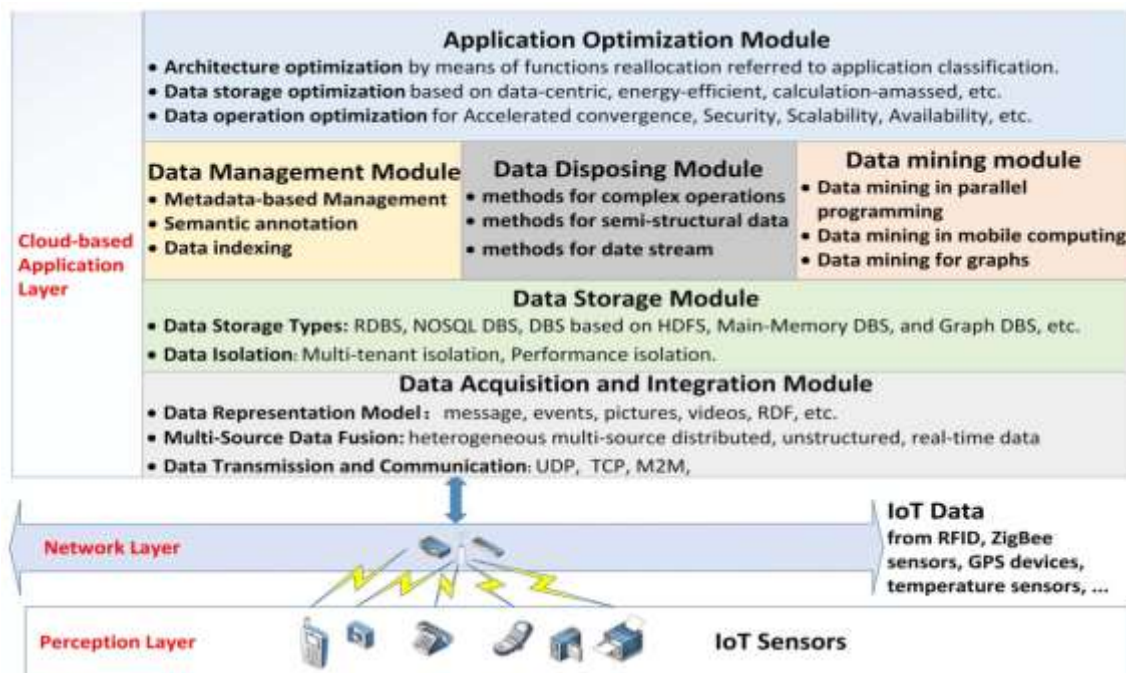 Application Optimization Module
• Architecture optimization by means of functions reallocation referred to application classification.
• Data storage optimization based on data-centric, energy-efficient, calculation-amassed, etc.
• Data operation optimization for Accelerated convergence, Security, Scalability, Availability, etc.
Data Management Module
• Metadata-based Management
• Semantic annotation
• Data indexing
Data Disposing Module
• methods for complex operations
• methods for semi-structural data
• methods for date stream
Data mining module
• Data mining in parallel
programming
• Data mining in mobile computing
• Data mining for graphs
Cloud-based
Application
Layer
Data Storage Module
• Data Storage Types: RDBS, NOSQL DBS, DBS based on HDFS, Main-Memory DBS, and Graph DBS, etc.
• Data Isolation: Multi-tenant isolation, Performance isolation.
Data Acquisition and Integration Module
• Data Representation Model: message, events, pictures, videos, RDF, etc.
• Multi-Source Data Fusion: heterogeneous multi-source distributed, unstructured, real-time data
• Data Transmission and Communication: UDP, TCP, M2M,
Network Layer
IoT Data
from RFID, ZigBee
sensors, GPS devices,
temperature sensors, ...
Perception Layer
IoT Sensors